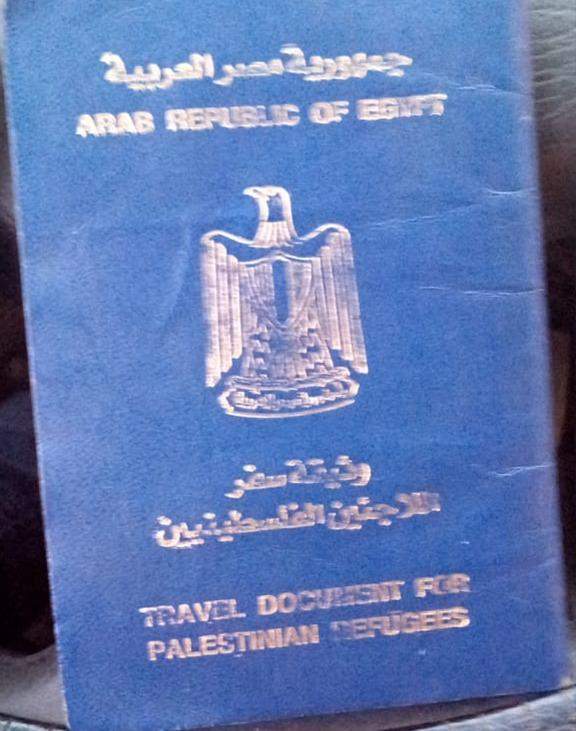 جمهورية مصر العربية
ARAB REPUBLIC OF EGYPT
وثيقة سفر
اللاجئين الفلسطينيين
TRAVEL DOCUMENT FOR
PALESTINIAN REFUGEES